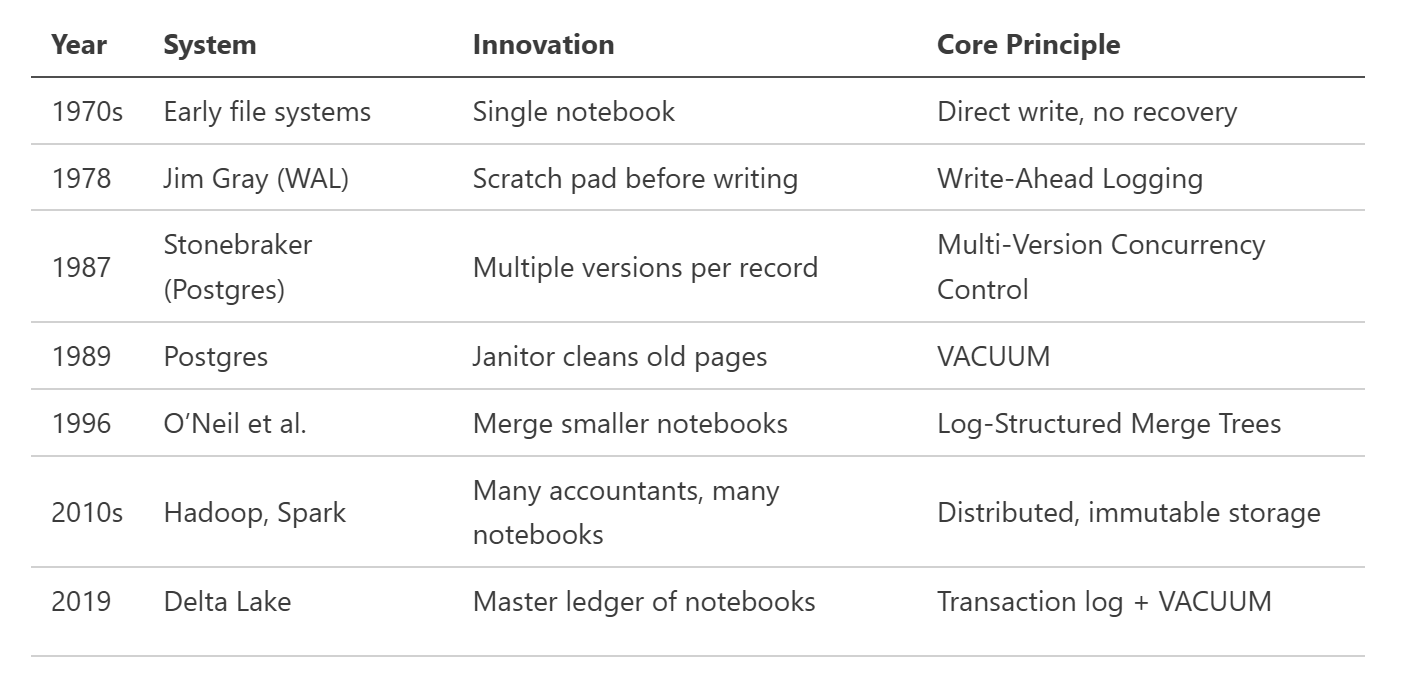 Year System Innovation Core Principle
1970s Early file systems Single notebook Direct write, no recovery
1978 Jim Gray (WAL) Scratch pad before writing Write-Ahead Logging
1987 Stonebraker (Postgres) Multiple versions per record Multi-Version Concurrency Control
1989 Postgres Janitor cleans old pages VACUUM
1996 O’Neil et al. Merge smaller notebooks Log-Structured Merge Trees
2010s Hadoop, Spark Many accountants, many notebooks Distributed, immutable storage
2019 Delta Lake Master ledger of notebooks Transaction log + VACUUM